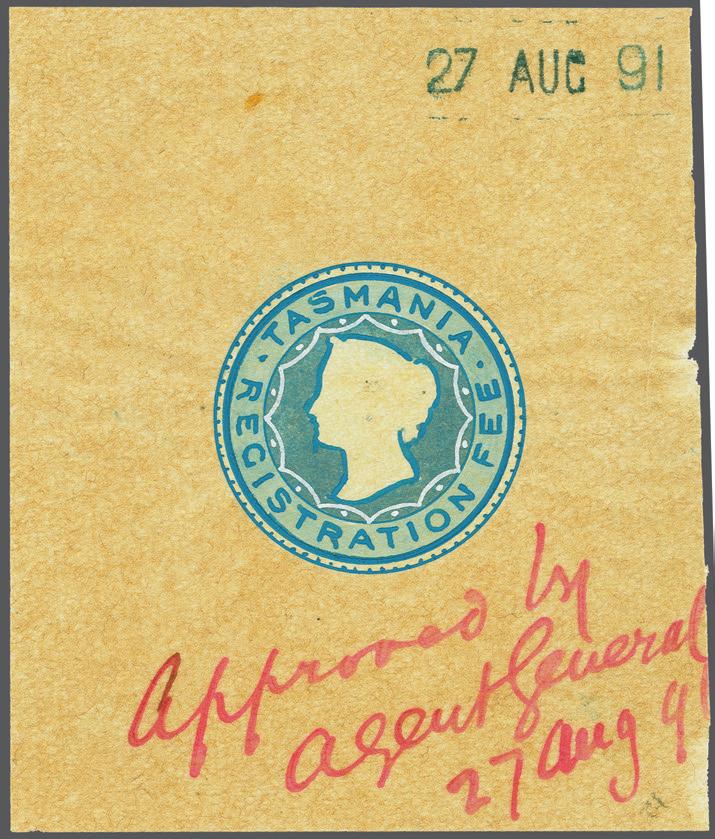 27 AUG 91
· TASMANIA ·
REGISTRATION FEE
Approved by
Agent General
27 Aug 91